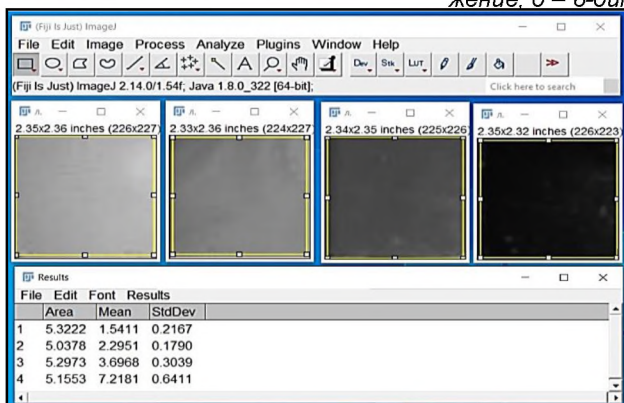 (Fiji Is Just) ImageJ
File Edit Image Process Analyze Plugins Window Help
A Dev Stk LUT
(Fiji Is Just) ImageJ 2.14.0/1.54f; Java 1.8.0_322 [64-bit];
Click here to search
л. л. л. л.
2.35x2.36 inches (226x227) 2.33x2.36 inches (224x227) 2.34x2.35 inches (225x226) 2.35x2.32 inches (226x223)
Results
File Edit Font Results
Area Mean StdDev
1 5.3222 1.5411 0.2167
2 5.0378 2.2951 0.1790
3 5.2973 3.6968 0.3039
4 5.1553 7.2181 0.6411